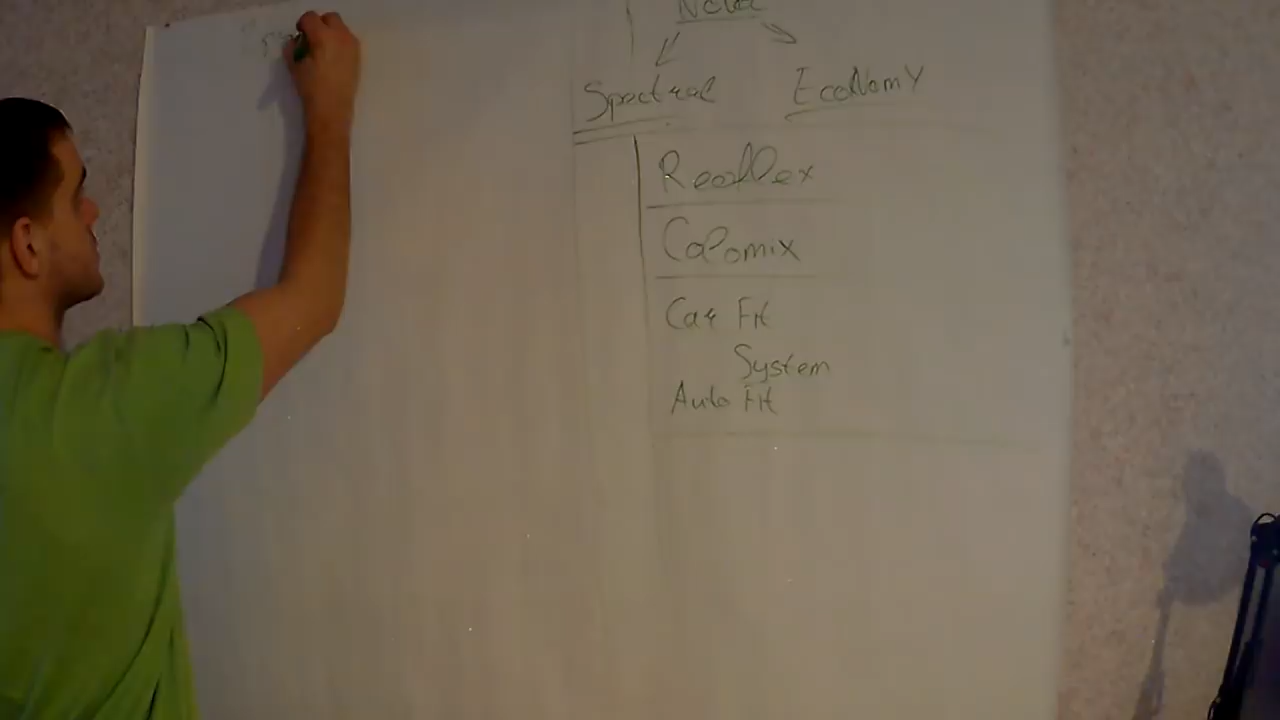 Spectral EcoNomy
Reoflex
Colomix
Car Fit
System
Auto Fit